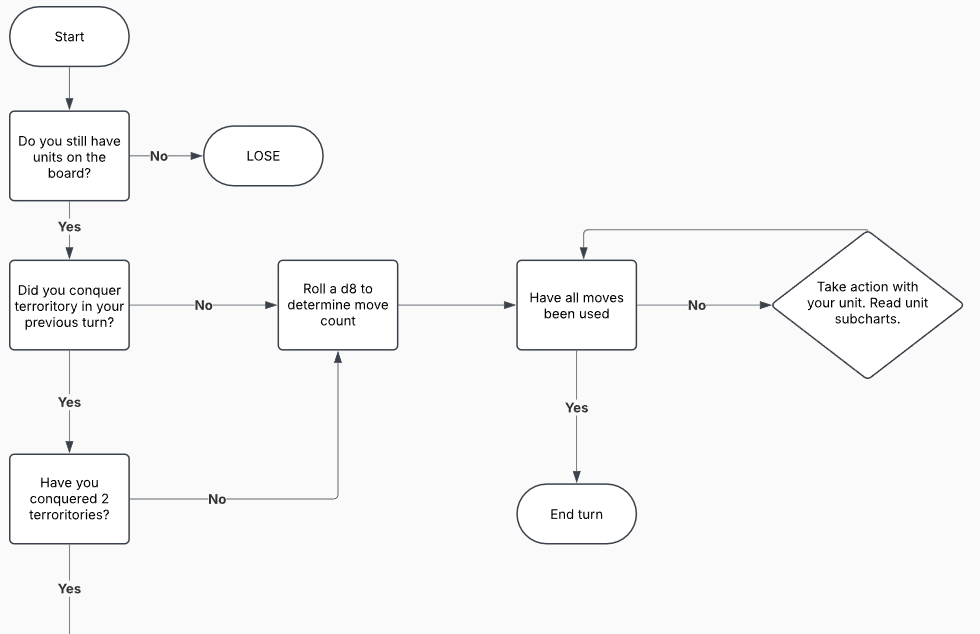 Start
Do you still have
units on the
board?
No
LOSE
Yes
Did you conquer
terroritory in your
previous turn?
No
Roll a d8 to
determine move
count
Have all moves
been used
No
Take action with
your unit. Read unit
subcharts.
Yes
Yes
Have you
conquered 2
terroritories?
No
End turn
Yes